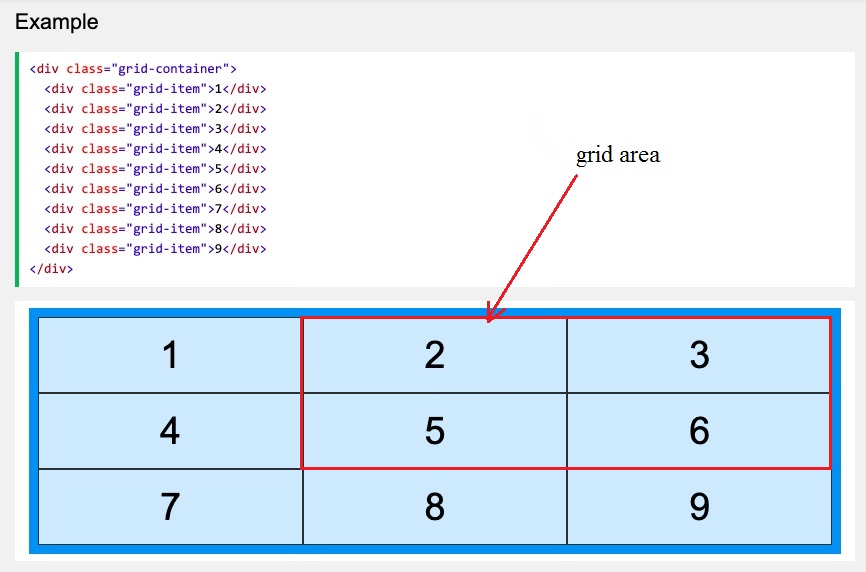 Example
<div class="grid-container">
  <div class="grid-item">1</div>
  <div class="grid-item">2</div>
  <div class="grid-item">3</div>
  <div class="grid-item">4</div>
  <div class="grid-item">5</div>
  <div class="grid-item">6</div>
  <div class="grid-item">7</div>
  <div class="grid-item">8</div>
  <div class="grid-item">9</div>
</div>
grid area
1 2 3
4 5 6
7 8 9